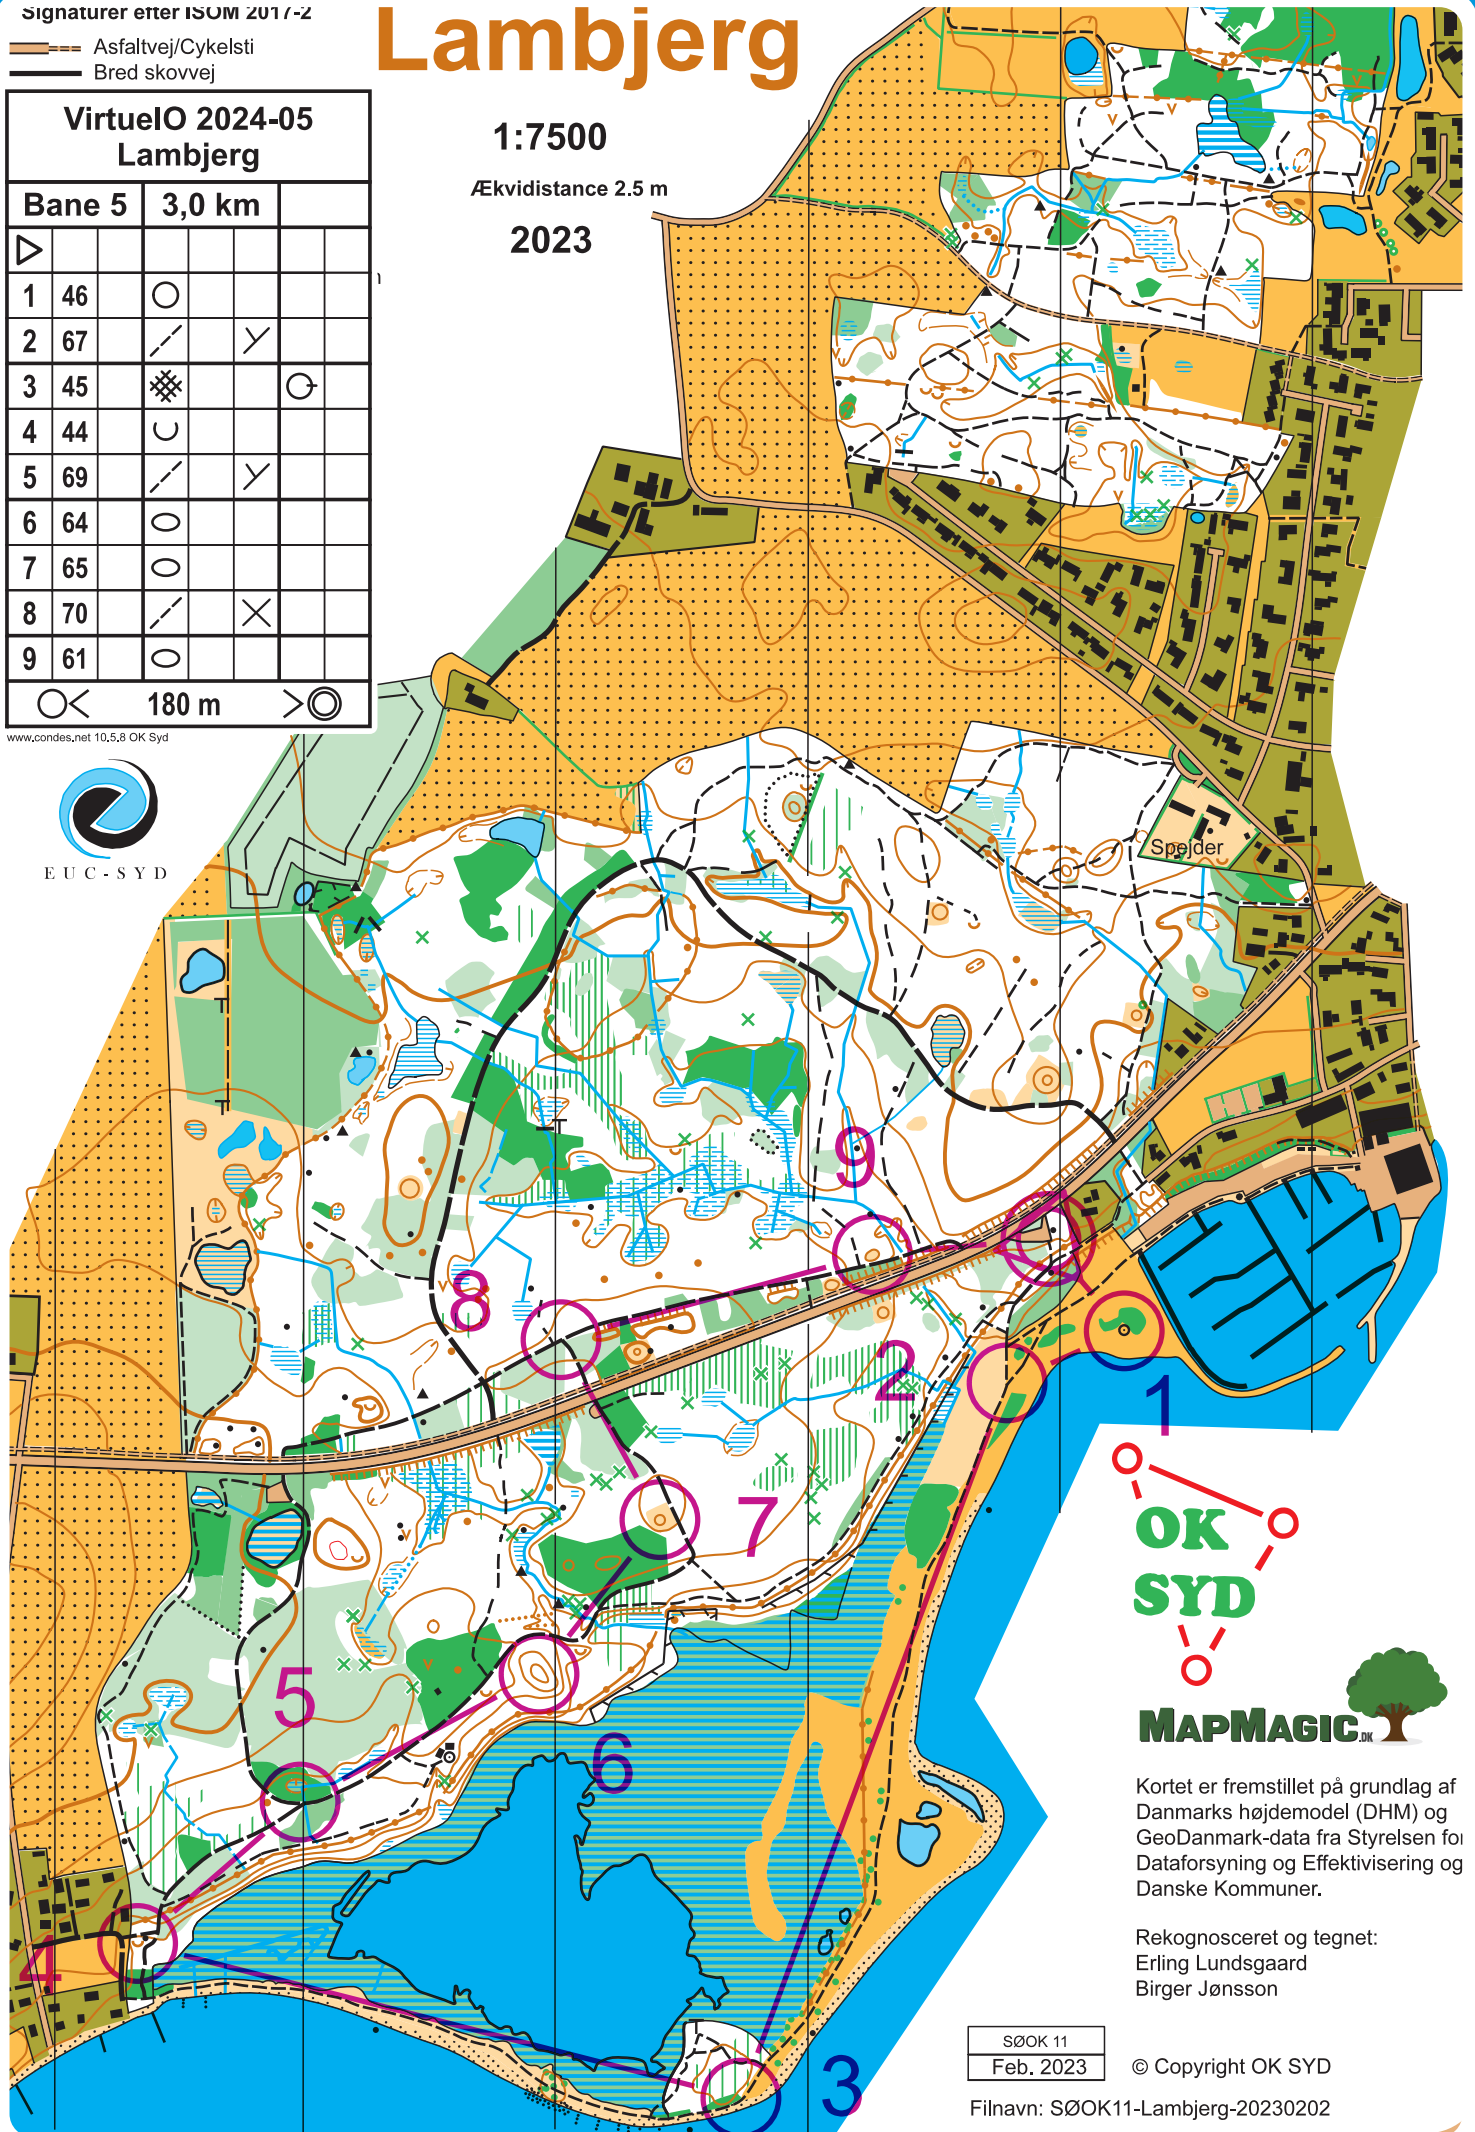 Signaturer efter ISOM 2017-2
Asfaltvej/Cykelsti
Bred skovvej
Lambjerg
1:7500
Ækvidistance 2.5 m
2023
VirtuelO 2024-05
Lambjerg
Bane 5 3,0 km
1 46
2 67
3 45
4 44
5 69
6 64
7 65
8 70
9 61
180 m
www.condes.net 10.5.8 OK Syd
EUC-SYD
Spejder
9
8
2
1
7
5
6
4
3
OK
SYD
MAPMAGIC.DK
Kortet er fremstillet på grundlag af
Danmarks højdemodel (DHM) og
GeoDanmark-data fra Styrelsen for
Dataforsyning og Effektivisering og
Danske Kommuner.
Rekognosceret og tegnet:
Erling Lundsgaard
Birger Jønsson
SØOK 11
Feb. 2023
© Copyright OK SYD
Filnavn: SØOK11-Lambjerg-20230202